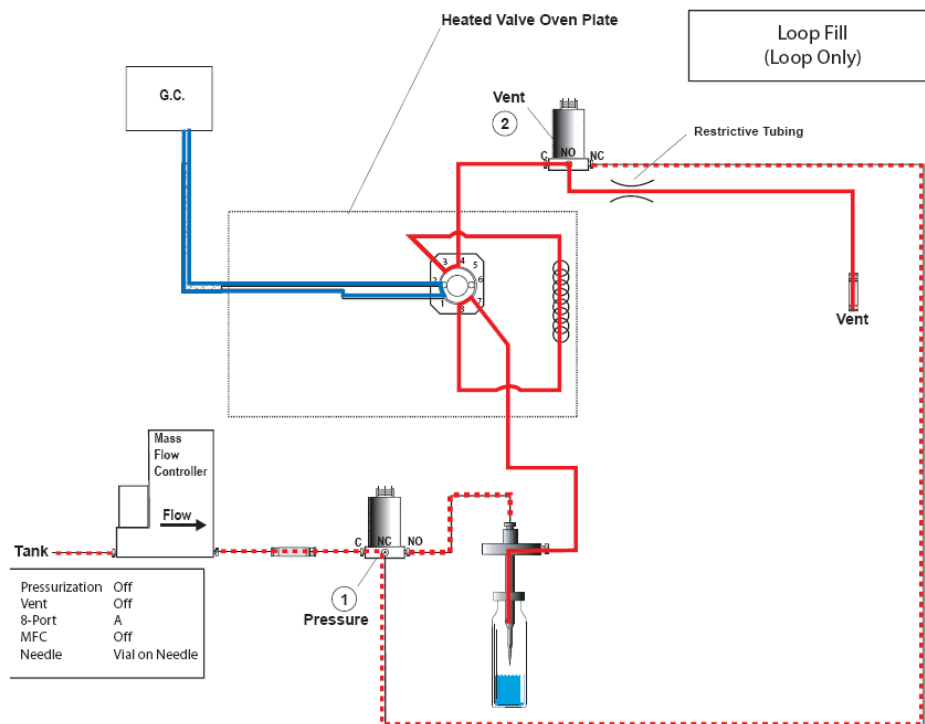 Heated Valve Oven Plate
Loop Fill
(Loop Only)
G.C.
Vent
2
Restrictive Tubing
C NO NC
3 4 5
2 6
1 8 7
Vent
Mass
Flow
Controller
Flow
C NC NO
Tank
1
Pressure
Pressurization Off
Vent Off
8-Port A
MFC Off
Needle Vial on Needle